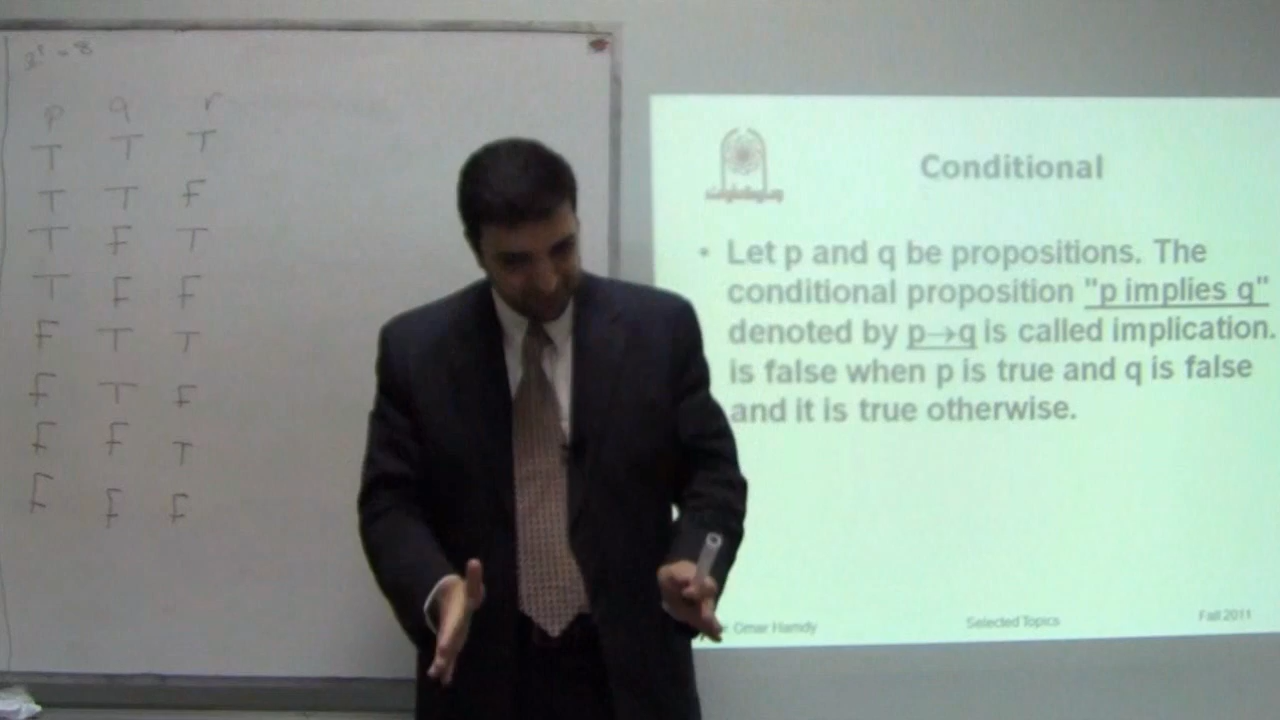 2³ = 8
p q r
T T T
T T F
T F T
T F F
F T T
F T F
F F T
F F F
Conditional
• Let p and q be propositions. The
conditional proposition "p implies q"
denoted by p→q is called implication.
is false when p is true and q is false
and it is true otherwise.
Omar Hamdy Selected Topics Fall 2011